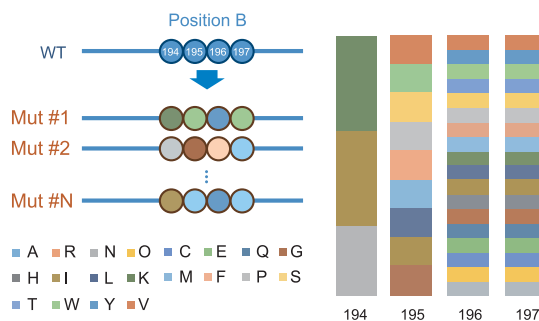 Position B
WT 194 195 196 197
Mut #1
Mut #2
Mut #N
A R N O C E Q G
H I L K M F P S
T W Y V
194 195 196 197